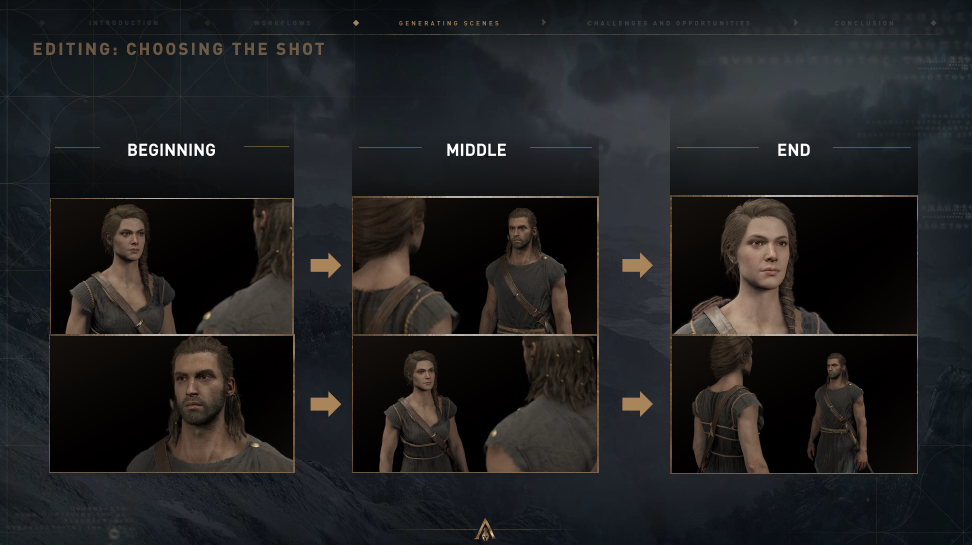 INTRODUCTION WORKFLOWS GENERATING SCENES CHALLENGES AND OPPORTUNITIES CONCLUSION
EDITING: CHOOSING THE SHOT
BEGINNING MIDDLE END